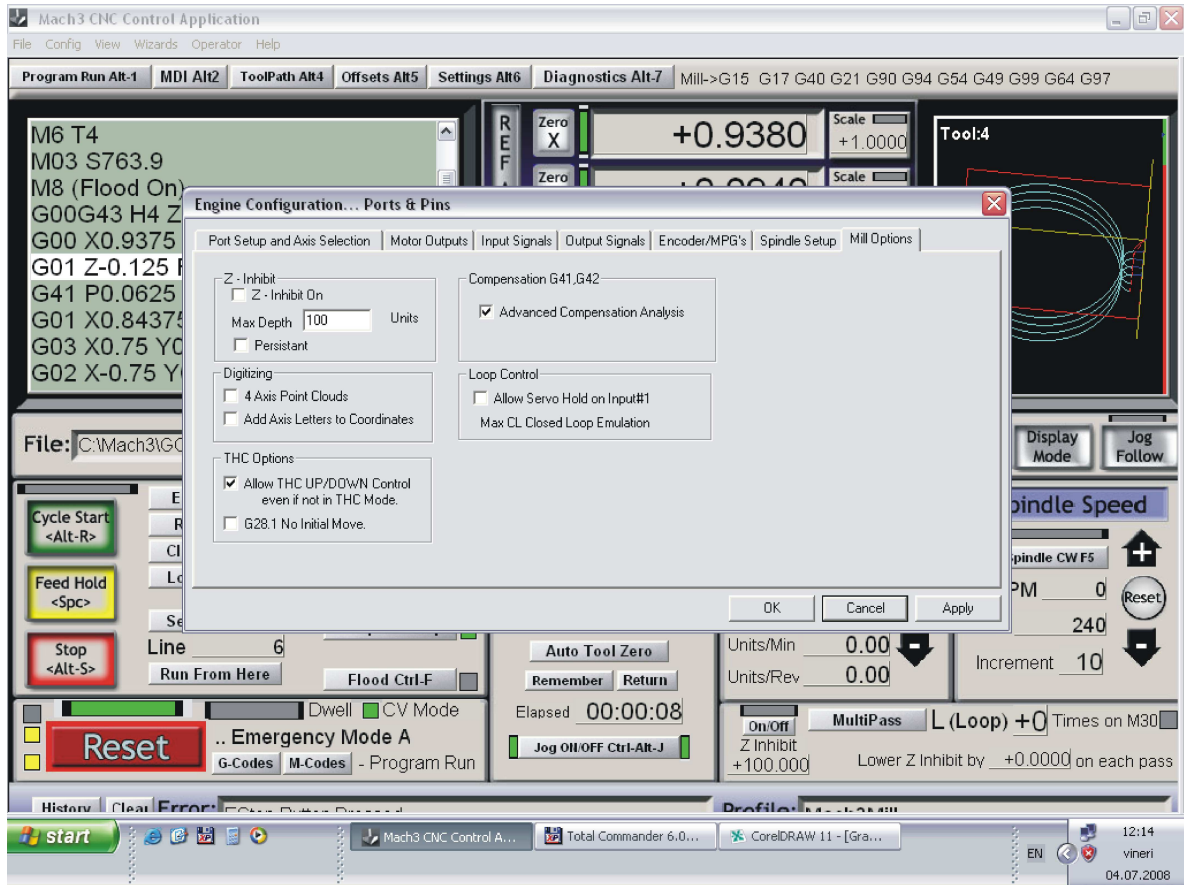 Mach3 CNC Control Application
File Config View Wizards Operator Help
Program Run Alt-1 MDI Alt2 ToolPath Alt4 Offsets Alt5 Settings Alt6 Diagnostics Alt-7 Mill->G15 G17 G40 G21 G90 G94 G54 G49 G99 G64 G97
M6 T4
M03 S763.9
M8 (Flood On)
G00G43 H4 Z
G00 X0.9375
G01 Z-0.125
G41 P0.0625
G01 X0.84375
G03 X0.75 Y0
G02 X-0.75 Y
R
E
F
Zero
X
+0.9380
Scale
+1.0000
Zero
Scale
Tool:4
Engine Configuration... Ports & Pins
Port Setup and Axis Selection Motor Outputs Input Signals Output Signals Encoder/MPG's Spindle Setup Mill Options
Z - Inhibit
Z - Inhibit On
Max Depth 100 Units
Persistant
Compensation G41,G42
Advanced Compensation Analysis
Digitizing
4 Axis Point Clouds
Add Axis Letters to Coordinates
Loop Control
Allow Servo Hold on Input#1
Max CL Closed Loop Emulation
THC Options
Allow THC UP/DOWN Control
even if not in THC Mode.
G28.1 No Initial Move.
OK Cancel Apply
File: C:\Mach3\GC
Display
Mode
Jog
Follow
Cycle Start
<Alt-R>
Feed Hold
<Spc>
Stop
<Alt-S>
E
R
Cl
Lo
Se
Line 6
Run From Here
Flood Ctrl-F
Auto Tool Zero
Remember Return
Units/Min 0.00
Units/Rev 0.00
pindle Speed
pindle CW F5
PM 0
Reset
240
Increment 10
Dwell CV Mode
Reset
.. Emergency Mode A
G-Codes M-Codes - Program Run
Elapsed 00:00:08
Jog ON/OFF Ctrl-Alt-J
On/Off
Z Inhibit
+100.000
MultiPass L (Loop) +0 Times on M30
Lower Z Inhibit by +0.0000 on each pass
History Clear Error:
Profile: Mach3Mill
start
Mach3 CNC Control A...
Total Commander 6.0...
CorelDRAW 11 - [Gra...
EN
12:14
vineri
04.07.2008